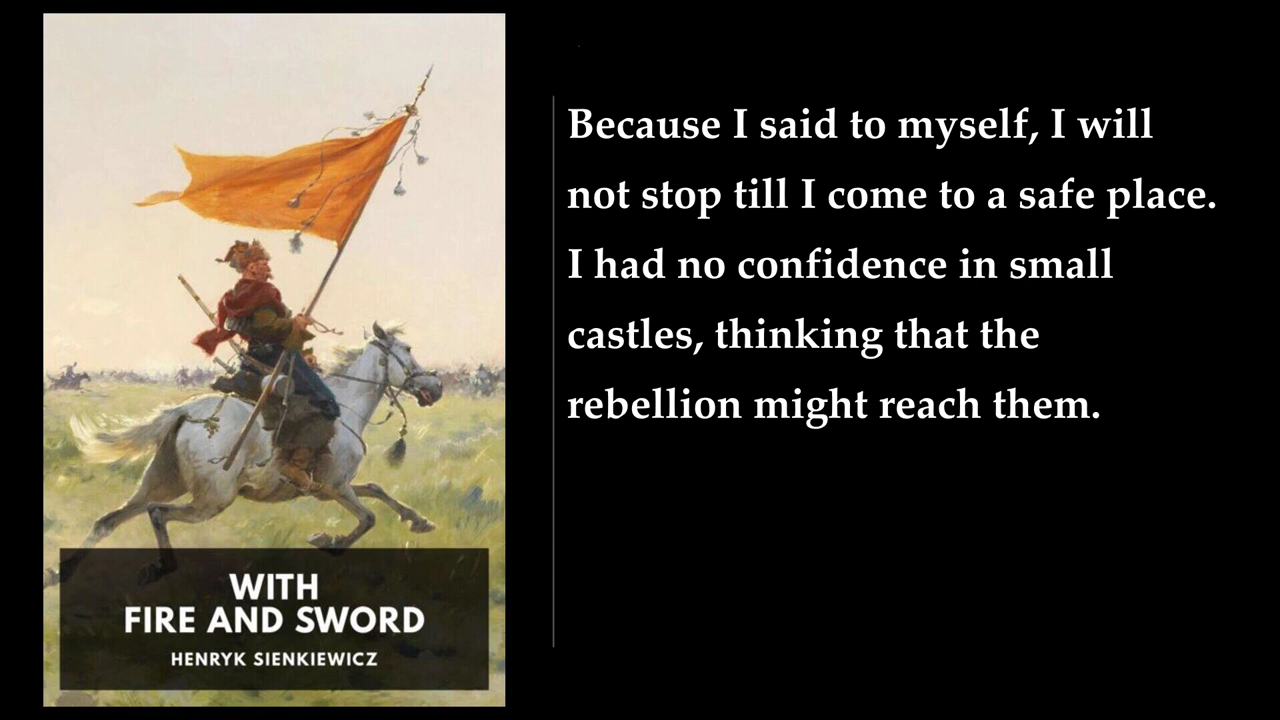 Because I said to myself, I will
not stop till I come to a safe place.
I had no confidence in small
castles, thinking that the
rebellion might reach them.
WITH
FIRE AND SWORD
HENRYK SIENKIEWICZ